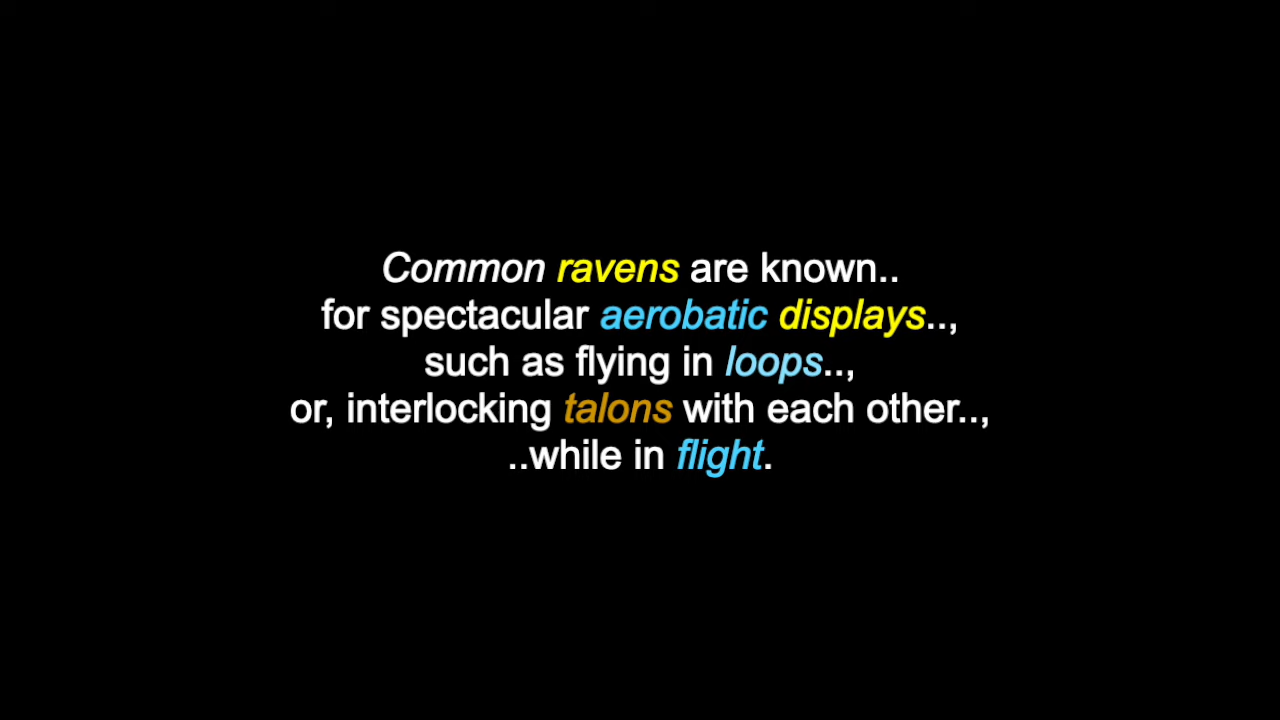 Common ravens are known..
for spectacular aerobatic displays..,
such as flying in loops..,
or, interlocking talons with each other..,
..while in flight.